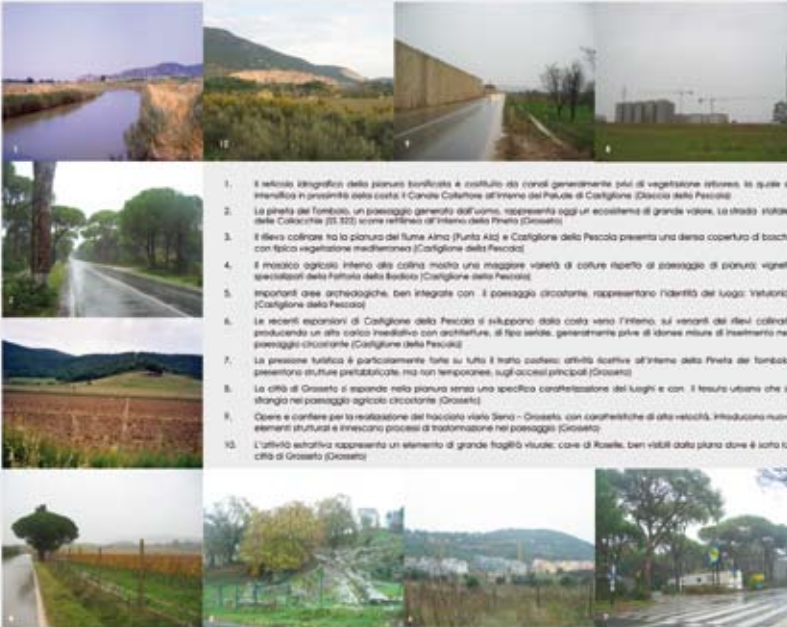 1. Il reticolo idrografico della pianura bonificata è costituito da canali generalmente privi di vegetazione arborea, la quale si
intensifica in prossimità della costa: il Canale Collettore all'interno del Palude di Castiglione (Diaccia della Pescaia)
2. La pineta del Tombolo, un paesaggio generato dall'uomo, rappresenta oggi un ecosistema di grande valore. La strada statale
delle Collacchie (SS 322) scorre rettilinea all'interno della Pineta (Grosseto)
3. Il rilievo collinare tra la pianura del fiume Alma (Punta Ala) e Castiglione della Pescaia presenta una densa copertura di boschi
con tipica vegetazione mediterranea (Castiglione della Pescaia)
4. Il mosaico agricolo interno alla collina mostra una maggiore varietà di colture rispetto al paesaggio di pianura: vigneti
specializzati della Fattoria della Badiola (Castiglione della Pescaia)
5. Importanti aree archeologiche, ben integrate con il paesaggio circostante, rappresentano l'identità del luogo: Vetulonia
(Castiglione della Pescaia)
6. Le recenti espansioni di Castiglione della Pescaia si sviluppano dalla costa verso l'interno, sui versanti dei rilievi collinari
producendo un alto carico insediativo con architetture, di tipo seriale, generalmente prive di idonee misure di inserimento nel
paesaggio circostante (Castiglione della Pescaia)
7. La pressione turistica è particolarmente forte su tutto il tratto costiero: attività ricettive all'interno della Pineta del Tombolo
presentano strutture prefabbricate, ma non temporanee, sugli accessi principali (Grosseto)
8. La città di Grosseto si espande nella pianura senza una specifica caratterizzazione dei luoghi e con il tessuto urbano che si
sfrangia nel paesaggio agricolo circostante (Grosseto)
9. Opere e cantiere per la realizzazione del tracciato viario Siena – Grosseto, con caratteristiche di alta velocità, introducono nuovi
elementi strutturali e innescano processi di trasformazione nel paesaggio (Grosseto)
10. L'attività estrattiva rappresenta un elemento di grande fragilità visuale: cave di Roselle, ben visibili dalla piana dove è sorta la
città di Grosseto (Grosseto)